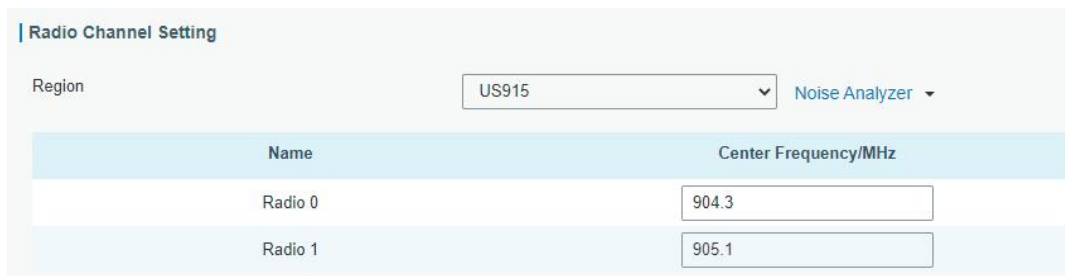 Radio Channel Setting
Region US915 Noise Analyzer
Name Center Frequency/MHz
Radio 0 904.3
Radio 1 905.1